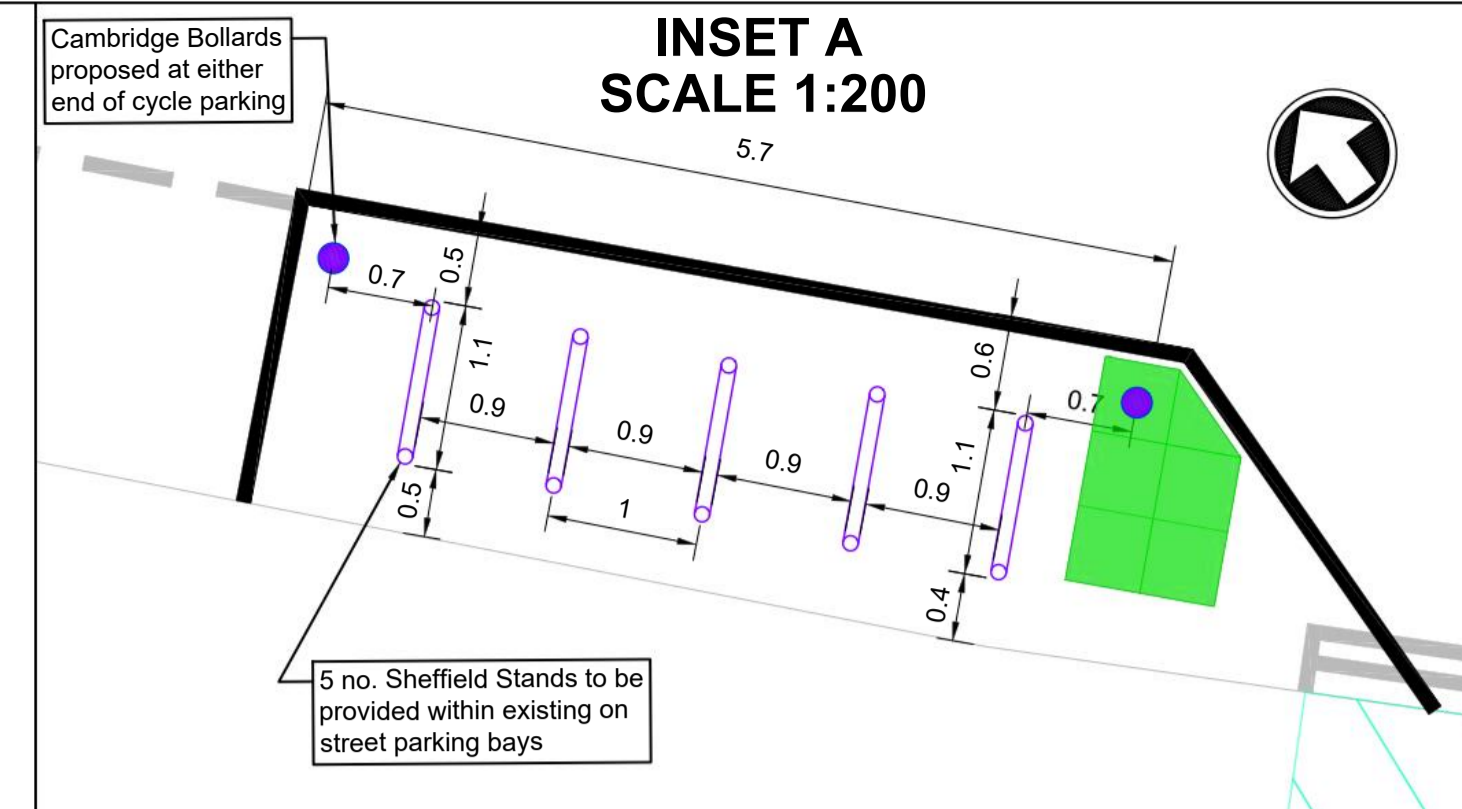 INSET A
SCALE 1:200
Cambridge Bollards
proposed at either
end of cycle parking
5.7
0.7
0.5
1.1
0.9
0.5
0.9
1
0.9
0.9
0.6
0.7
1.1
0.4
5 no. Sheffield Stands to be
provided within existing on
street parking bays